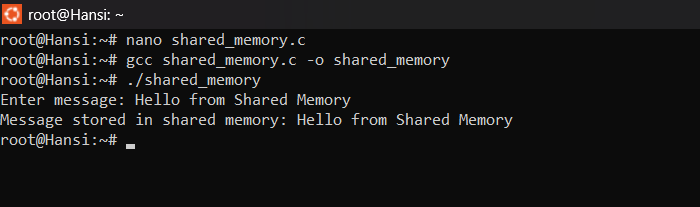 root@Hansi: ~
root@Hansi:~# nano shared_memory.c
root@Hansi:~# gcc shared_memory.c -o shared_memory
root@Hansi:~# ./shared_memory
Enter message: Hello from Shared Memory
Message stored in shared memory: Hello from Shared Memory
root@Hansi:~#